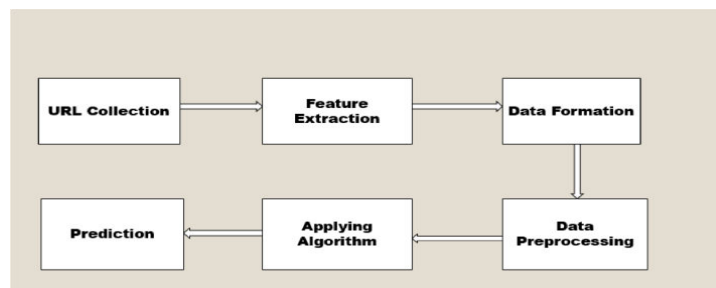 URL Collection
Feature
Extraction
Data Formation
Data
Preprocessing
Applying
Algorithm
Prediction